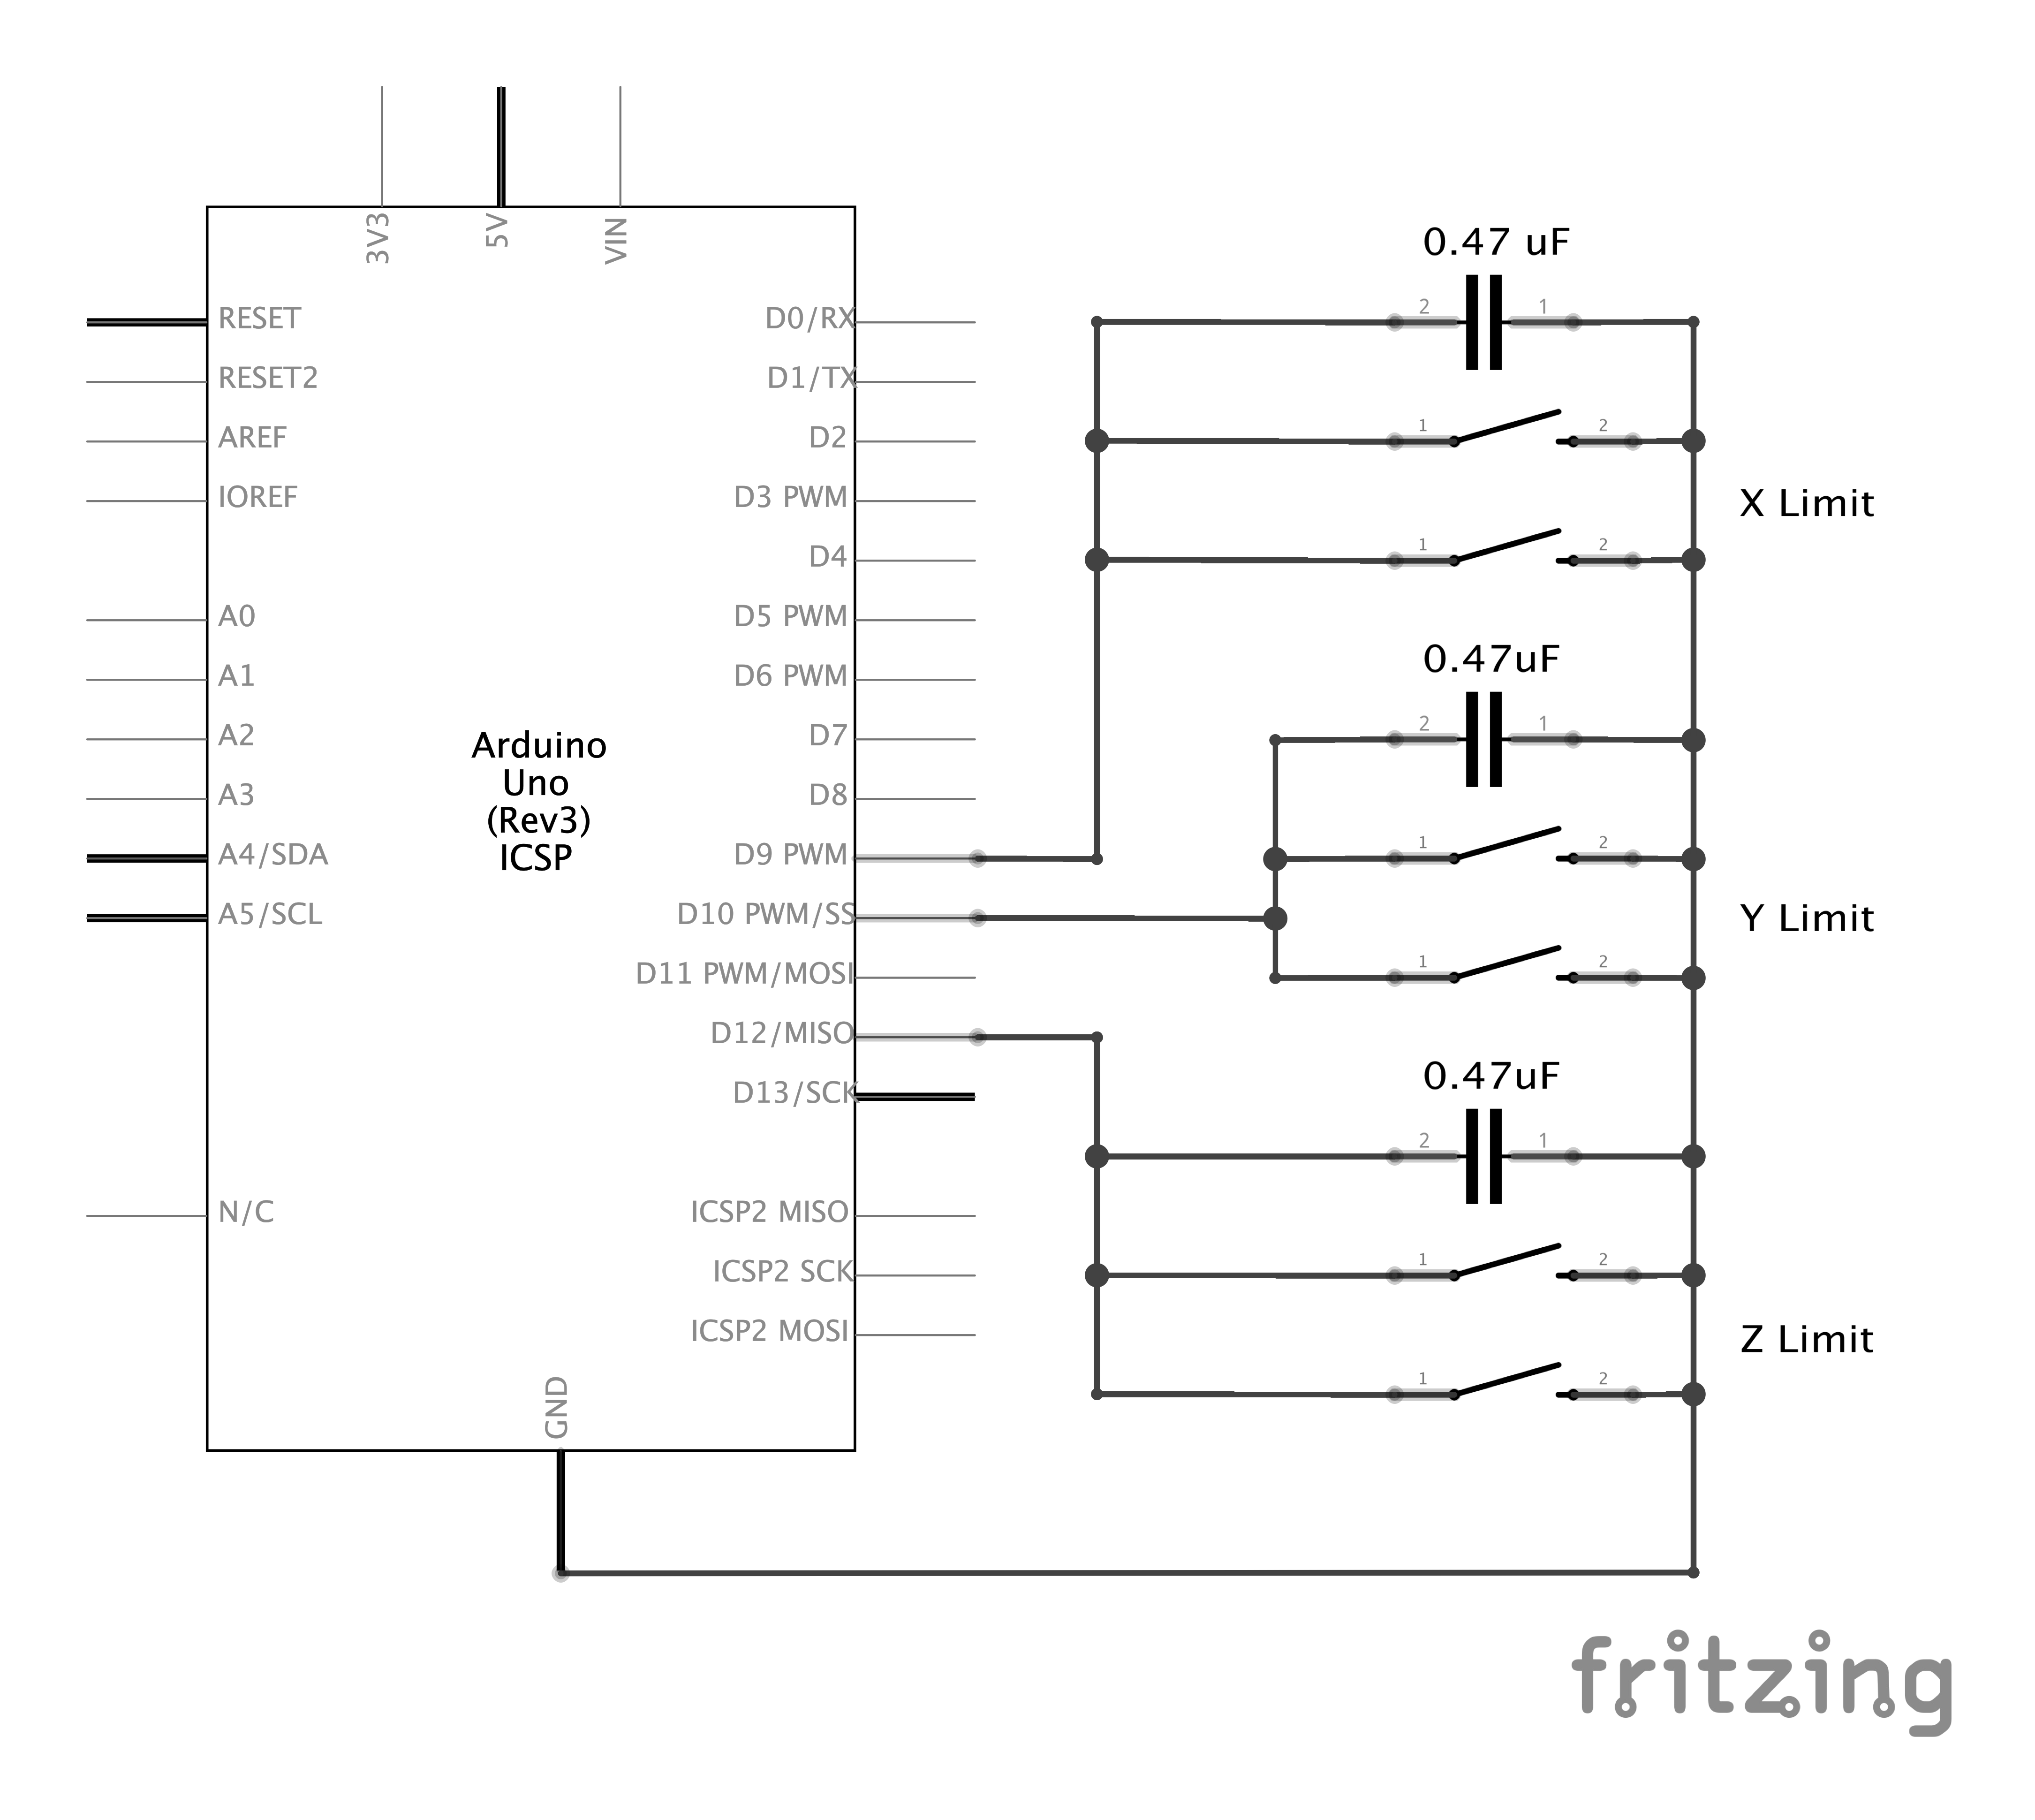 3V3
5V
VIN
RESET
RESET2
AREF
IOREF
A0
A1
A2
A3
A4/SDA
A5/SCL
N/C
Arduino
Uno
(Rev3)
ICSP
D0/RX
D1/TX
D2
D3 PWM
D4
D5 PWM
D6 PWM
D7
D8
D9 PWM
D10 PWM/SS
D11 PWM/MOSI
D12/MISO
D13/SCK
ICSP2 MISO
ICSP2 SCK
ICSP2 MOSI
GND
0.47 uF
2 1
1 2
1 2
X Limit
0.47uF
2 1
1 2
1 2
Y Limit
0.47uF
2 1
1 2
1 2
Z Limit
fritzing